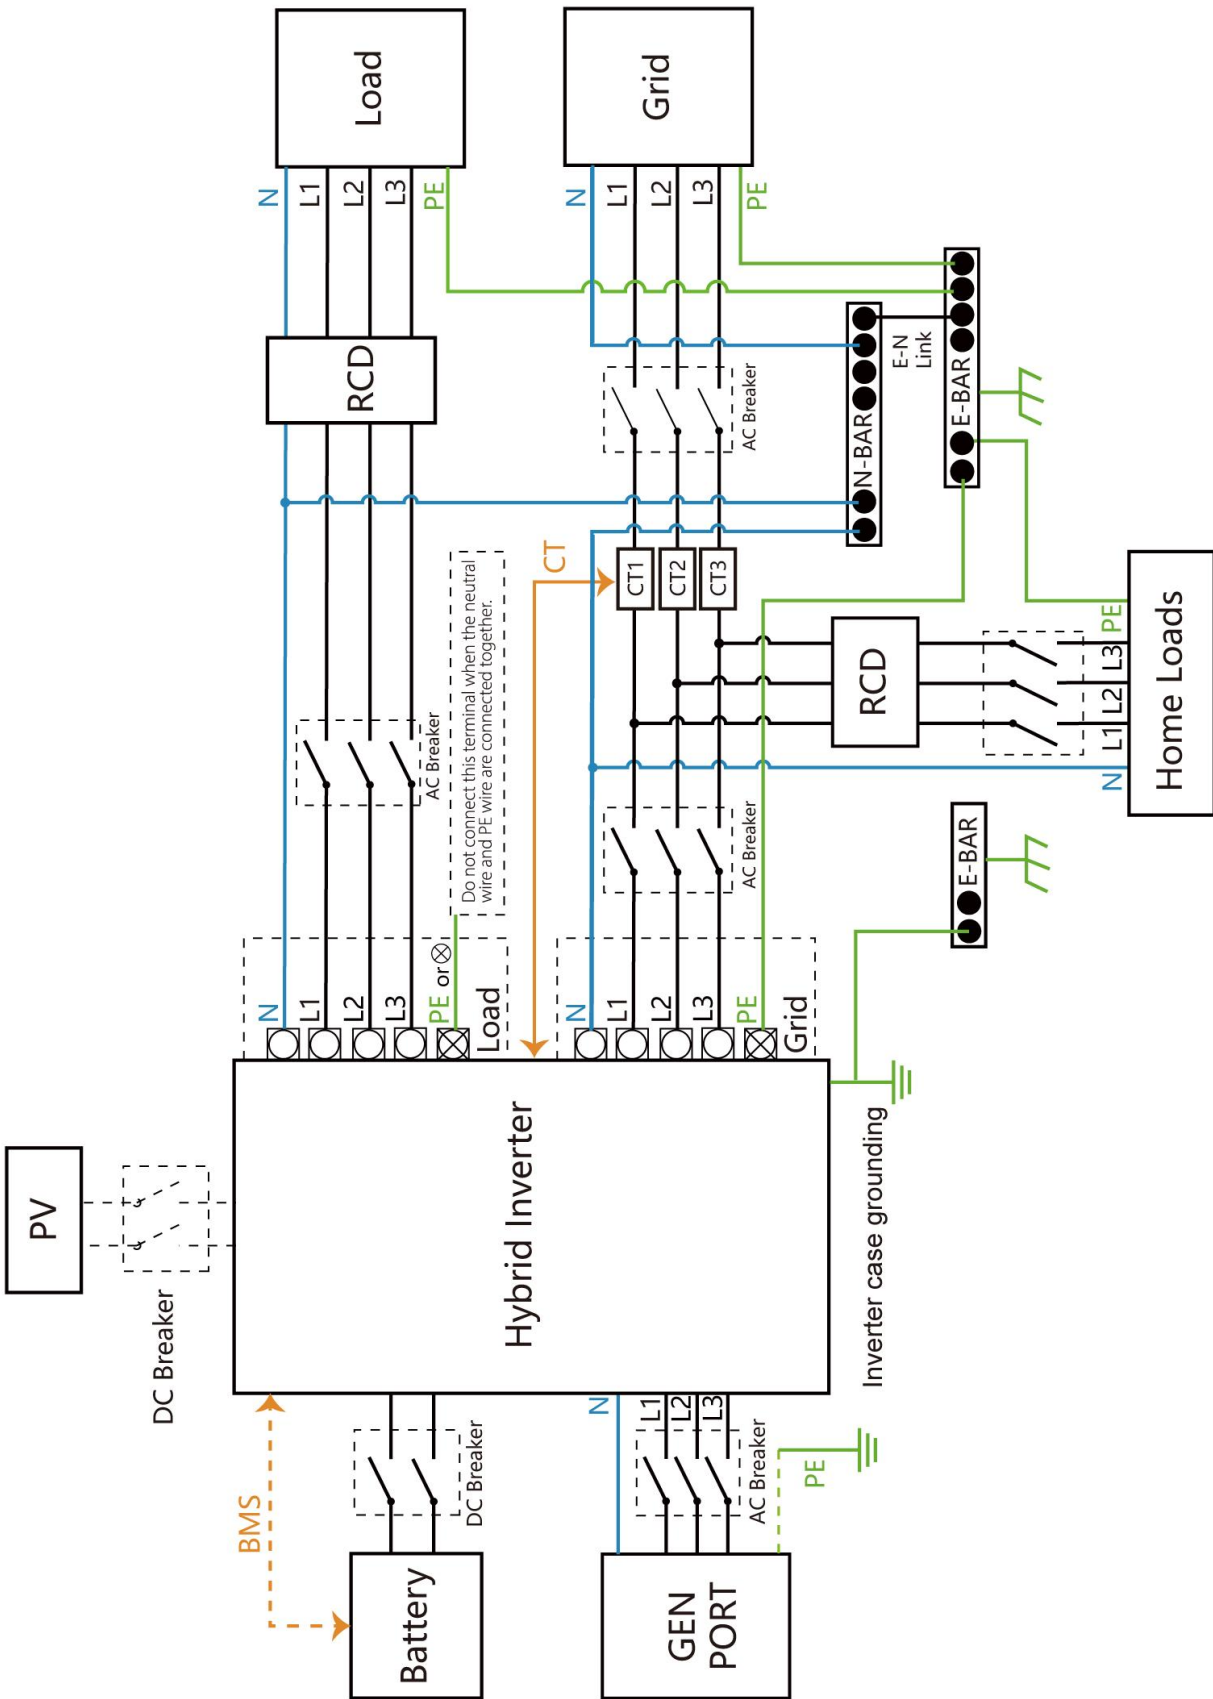 PV
DC Breaker
BMS
Battery
DC Breaker
GEN
PORT
N
L1
L2
L3
AC Breaker
PE
Hybrid Inverter
Inverter case grounding
N
L1
L2
L3
PE or
Load
Do not connect this terminal when the neutral
wire and PE wire are connected together.
AC Breaker
RCD
N
L1
L2
L3
PE
Load
CT
N
L1
L2
L3
PE
Grid
AC Breaker
CT1
CT2
CT3
AC Breaker
N
L1
L2
L3
PE
Grid
N-BAR
E-N
Link
E-BAR
RCD
E-BAR
N
L1
L2
L3
PE
Home Loads